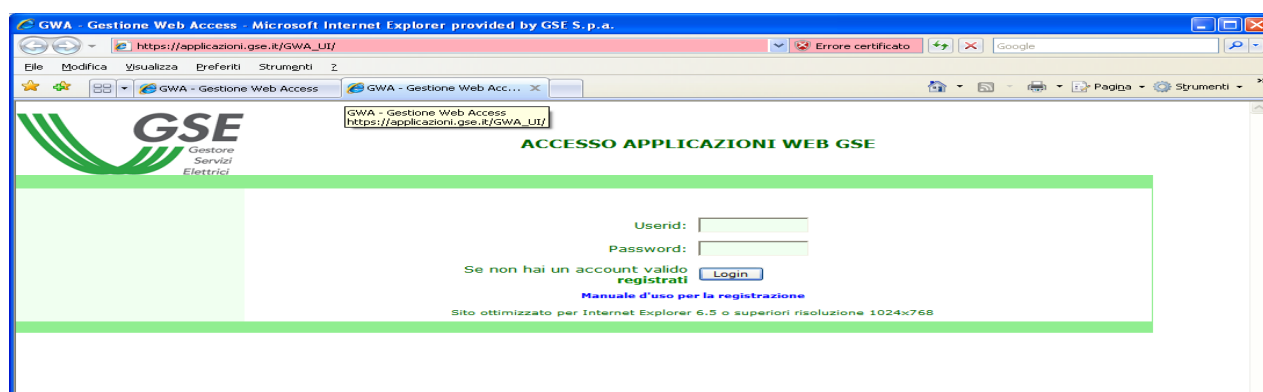 GWA - Gestione Web Access - Microsoft Internet Explorer provided by GSE S.p.a.
https://applicazioni.gse.it/GWA_UI/ Errore certificato Google
File Modifica Visualizza Preferiti Strumenti ?
GWA - Gestione Web Access GWA - Gestione Web Acc... Pagina Strumenti
GWA - Gestione Web Access
https://applicazioni.gse.it/GWA_UI/
GSE
Gestore
Servizi
Elettrici
ACCESSO APPLICAZIONI WEB GSE
Userid:
Password:
Se non hai un account valido
registrati
Login
Manuale d'uso per la registrazione
Sito ottimizzato per Internet Explorer 6.5 o superiori risoluzione 1024x768